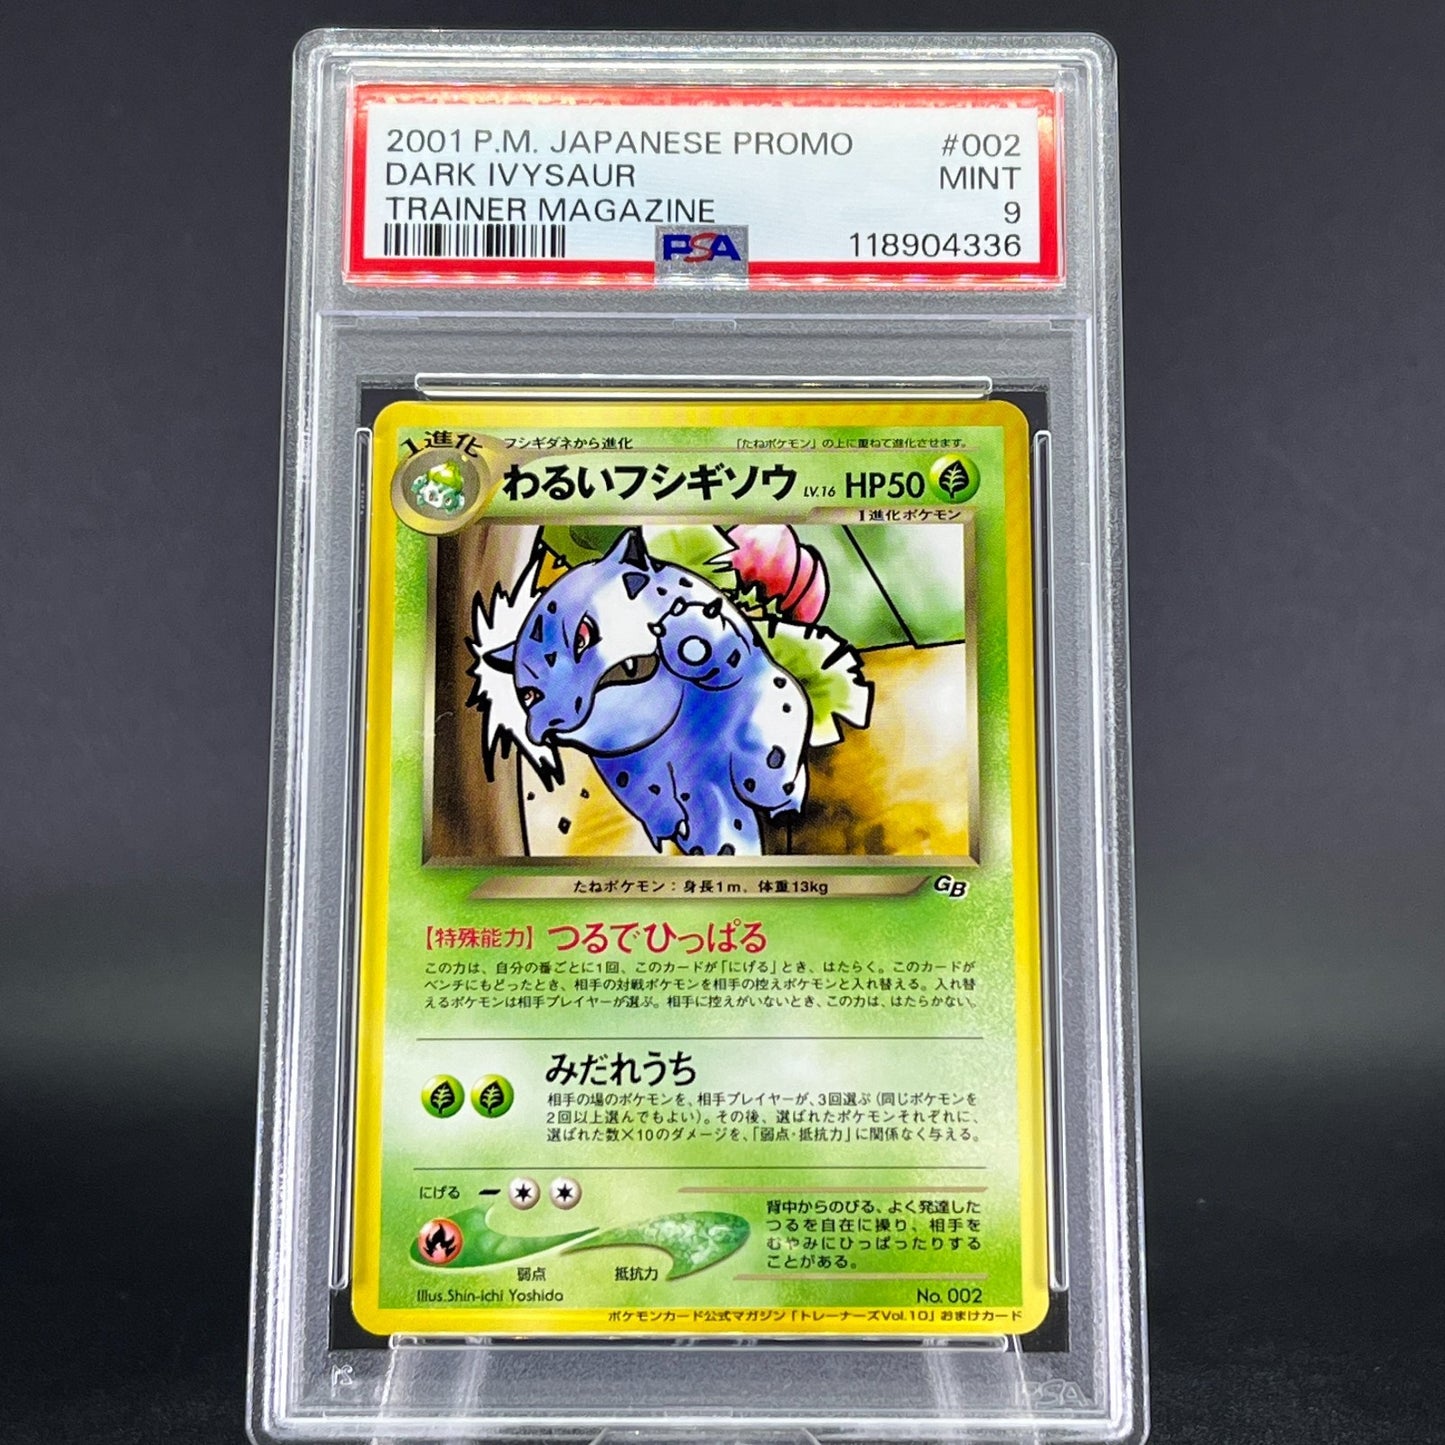 2001 P.M. JAPANESE PROMO #002
DARK IVYSAUR MINT
TRAINER MAGAZINE 9
PSA 118904336
1進化 フシギダネから進化 「たねポケモン」の上に重ねて進化させます。
わるいフシギソウ LV.16 HP50
1進化ポケモン
たねポケモン：身長1m、体重13kg GB
【特殊能力】つるでひっぱる
この力は、自分の番ごとに1回、このカードが「にげる」とき、はたらく。このカードが
ベンチにもどったとき、相手の対戦ポケモンを相手の控えポケモンと入れ替える。入れ替
えるポケモンは相手プレイヤーが選ぶ。相手に控えがいないとき、この力は、はたらかない。
みだれうち
相手の場のポケモンを、相手プレイヤーが、3回選ぶ（同じポケモンを
2回以上選んでもよい）。その後、選ばれたポケモンそれぞれに、
選ばれた数×10のダメージを、「弱点・抵抗力」に関係なく与える。
にげる
背中からのびる、よく発達した
つるを自在に操り、相手を
むやみにひっぱったりする
ことがある。
弱点 抵抗力
Illus.Shin-ichi Yoshida No. 002
ポケモンカード公式マガジン「トレーナーズVol.10」おまけカード
PSA